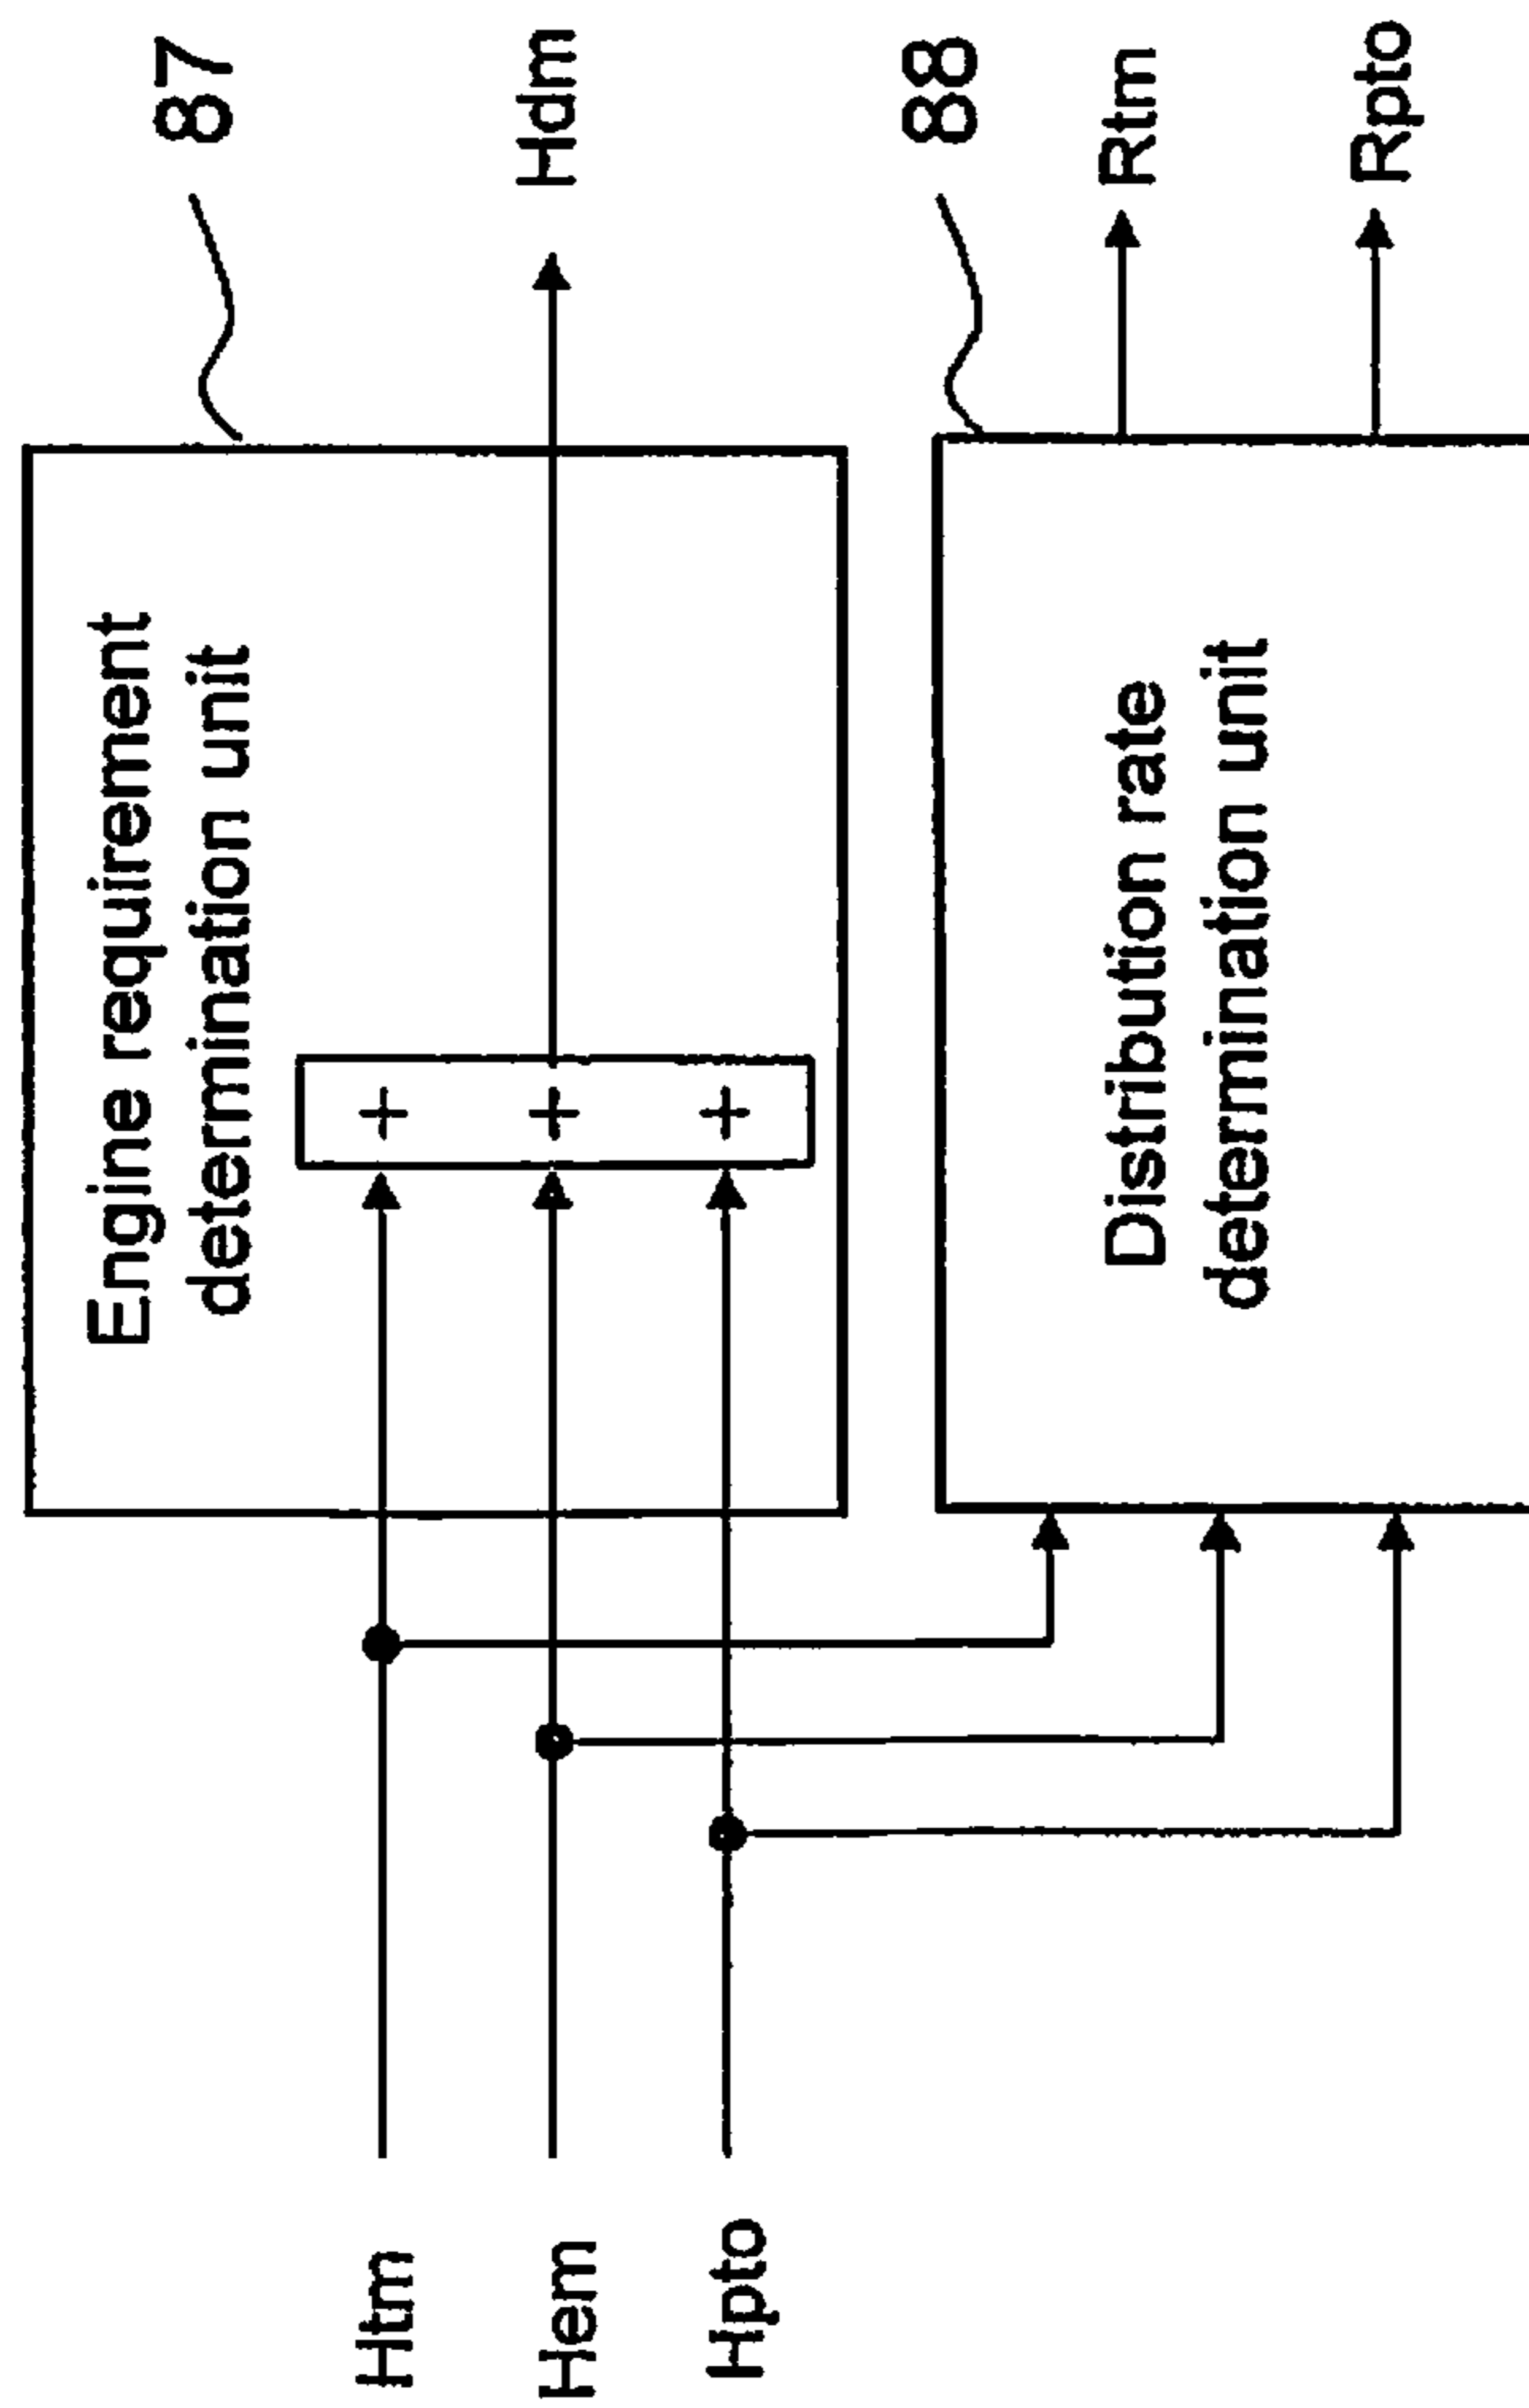 87
Engine requirement
determination unit
+
+
+
Htm
Hem
Hpto
Hdm
88
Distribution rate
determination unit
Rtm
Rpto